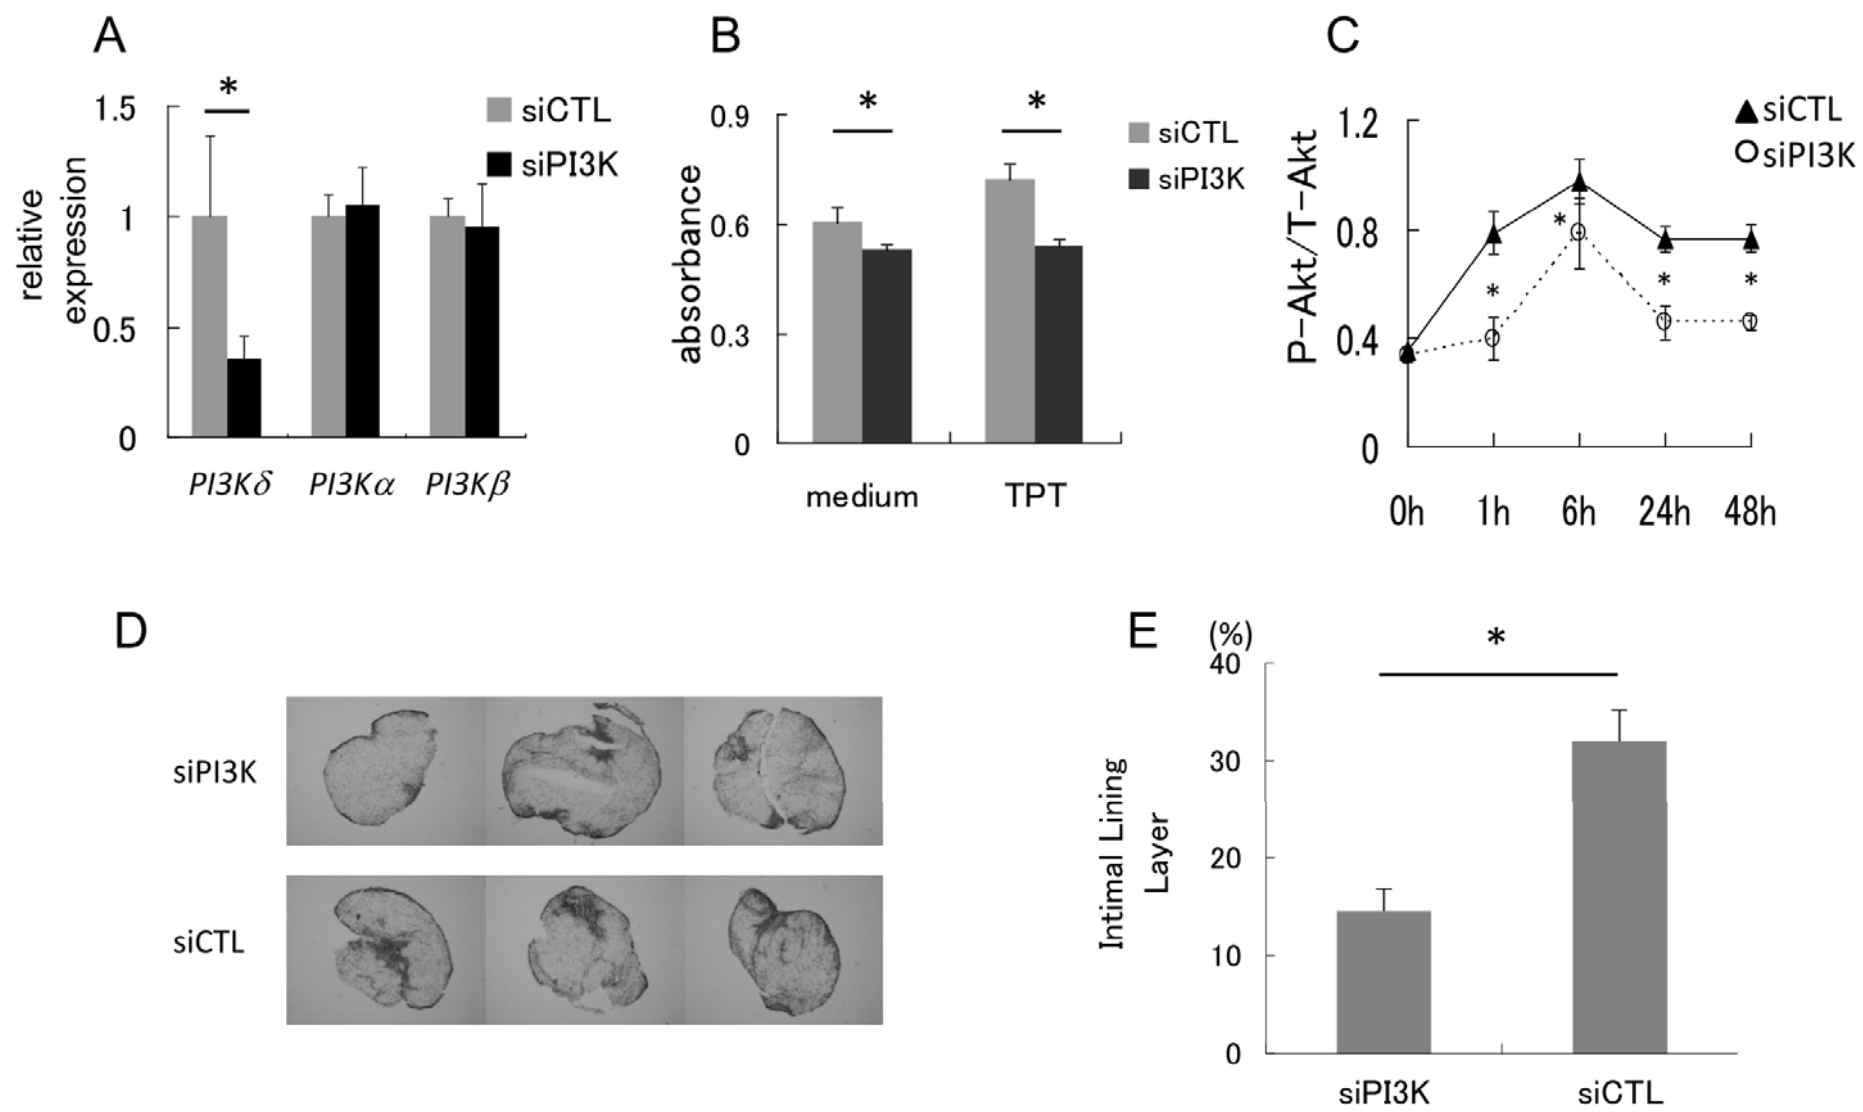 A
*
1.5
1
0.5
0
relative
expression
siCTL
siPI3K
PI3Kδ
PI3Kα
PI3Kβ
B
*
*
0.9
0.6
0.3
0
absorbance
siCTL
siPI3K
medium
TPT
C
1.2
0.8
0.4
0
P-Akt/T-Akt
siCTL
siPI3K
*
*
*
*
0h
1h
6h
24h
48h
D
siPI3K
siCTL
E
(%)
*
40
30
20
10
0
Intimal Lining
Layer
siPI3K
siCTL